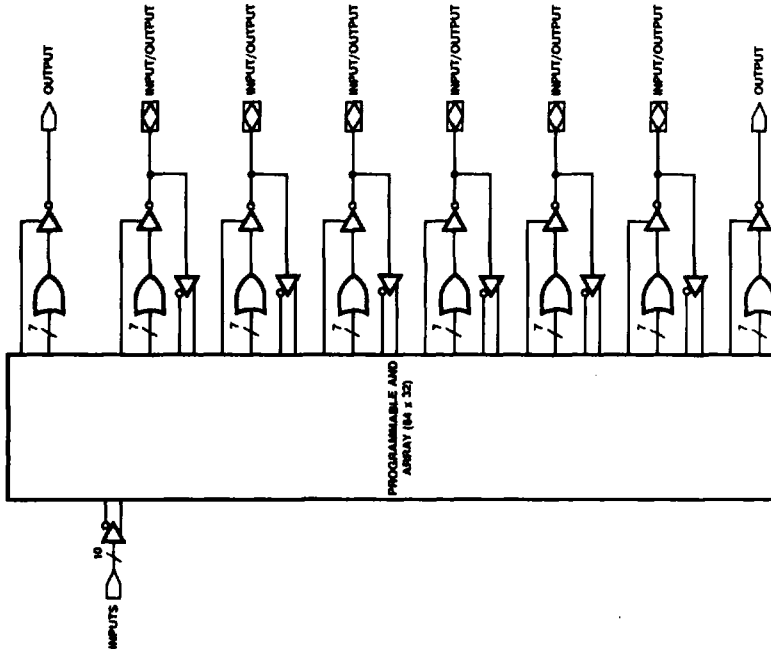 OUTPUT
INPUT/OUTPUT
INPUT/OUTPUT
INPUT/OUTPUT
INPUT/OUTPUT
INPUT/OUTPUT
INPUT/OUTPUT
OUTPUT
7
7
7
7
7
7
7
7
PROGRAMMABLE AND
ARRAY (64 x 32)
10
INPUTS